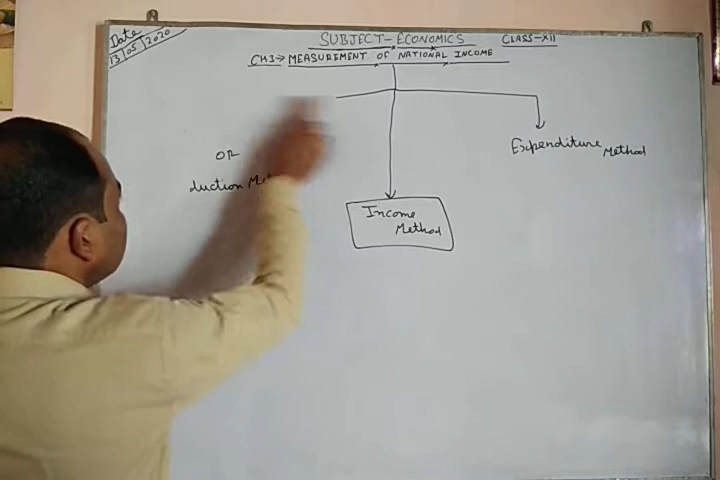 Date
13/05/2020
SUBJECT-ECONOMICS
CLASS-XII
CH3→ MEASUREMENT OF NATIONAL INCOME
OR
duction
Income
Method
Expenditure Method